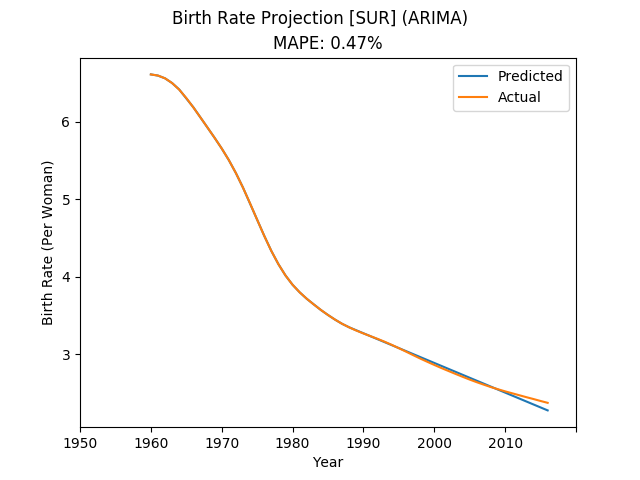 Birth Rate Projection [SUR] (ARIMA)
MAPE: 0.47%
Predicted
Actual
Birth Rate (Per Woman)
6
5
4
3
1950 1960 1970 1980 1990 2000 2010
Year